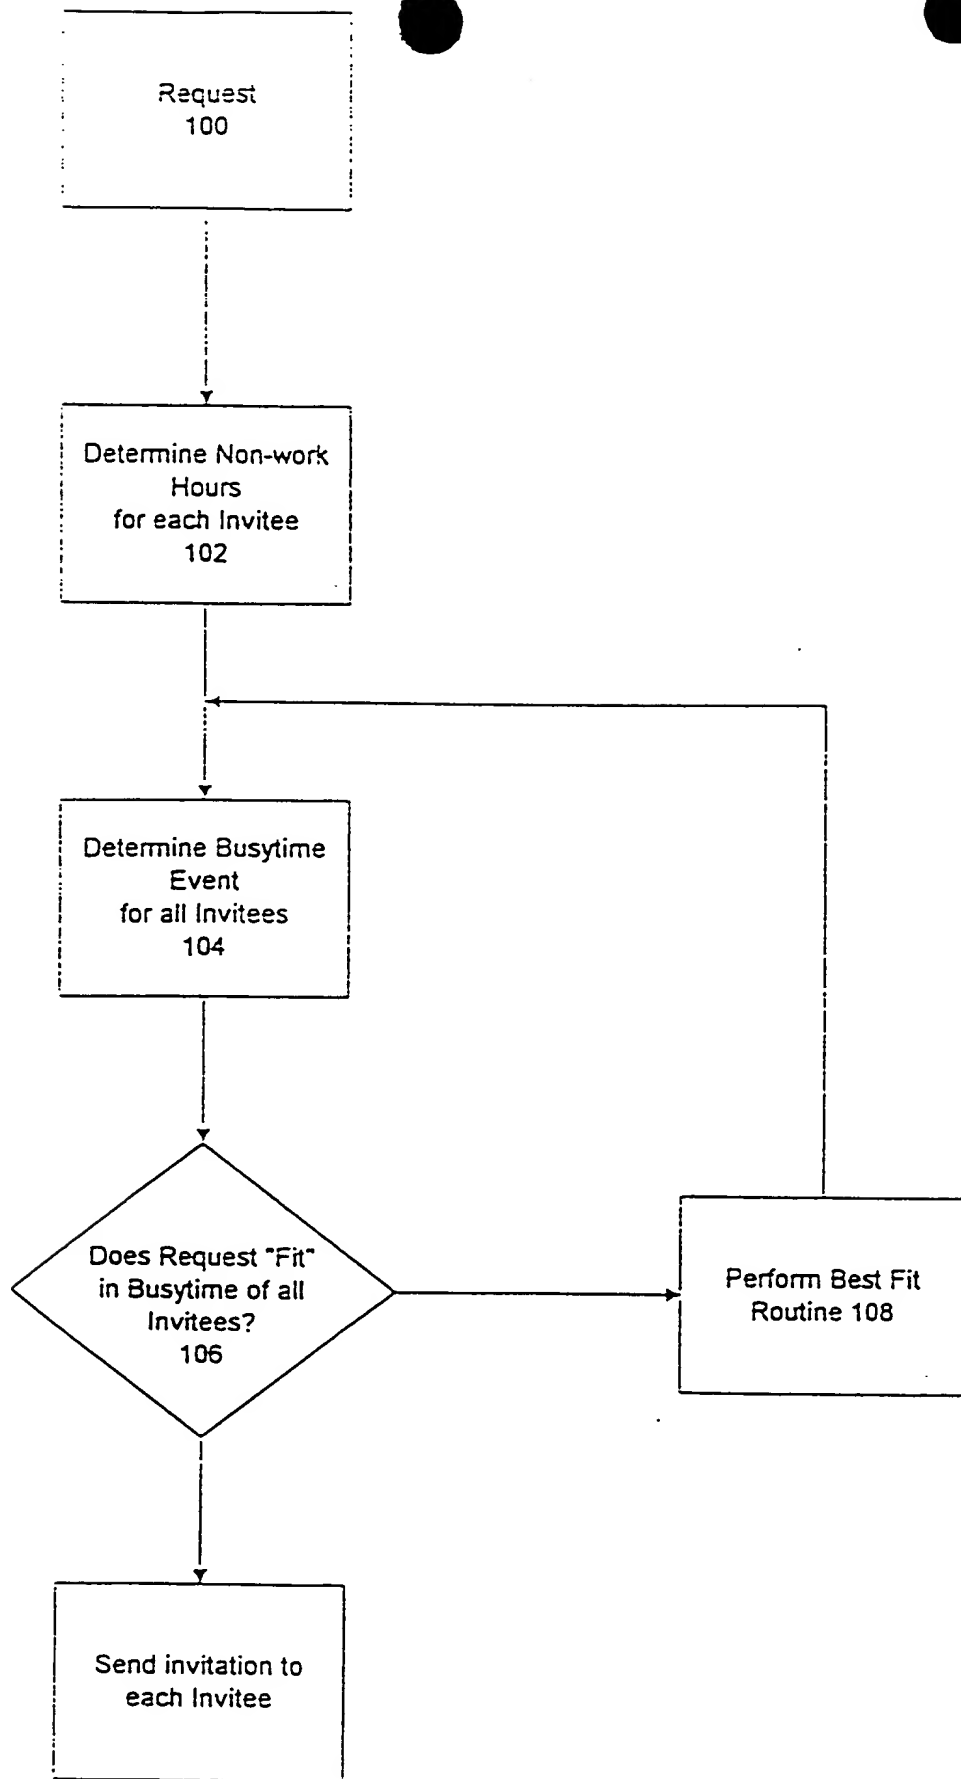 Request
100
Determine Non-work
Hours
for each Invitee
102
Determine Busytime
Event
for all Invitees
104
Does Request "Fit"
in Busytime of all
Invitees?
106
Perform Best Fit
Routine 108
Send invitation to
each Invitee